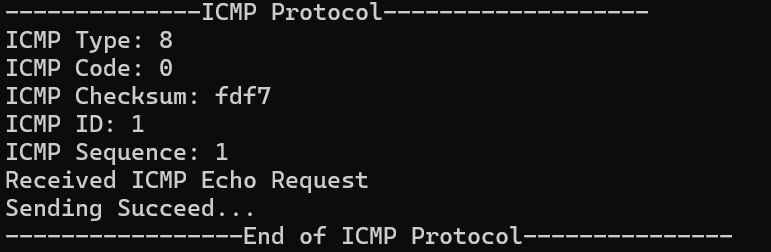 --------------ICMP Protocol-------------------
ICMP Type: 8
ICMP Code: 0
ICMP Checksum: fdf7
ICMP ID: 1
ICMP Sequence: 1
Received ICMP Echo Request
Sending Succeed...
-----------------End of ICMP Protocol---------------